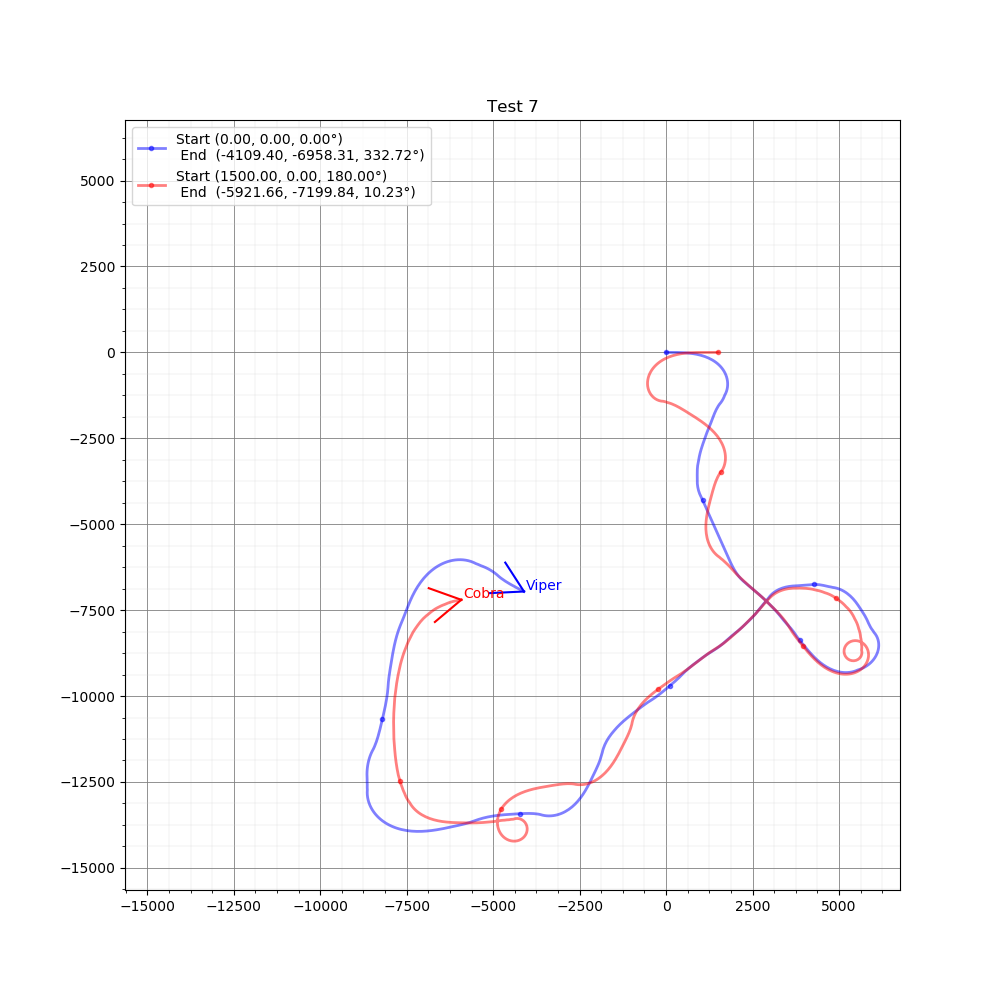 Test 7
Start (0.00, 0.00, 0.00°)
End (-4109.40, -6958.31, 332.72°)
Start (1500.00, 0.00, 180.00°)
End (-5921.66, -7199.84, 10.23°)
5000
2500
0
−2500
−5000
Cobra
Viper
−7500
−10000
−12500
−15000
−15000 −12500 −10000 −7500 −5000 −2500 0 2500 5000